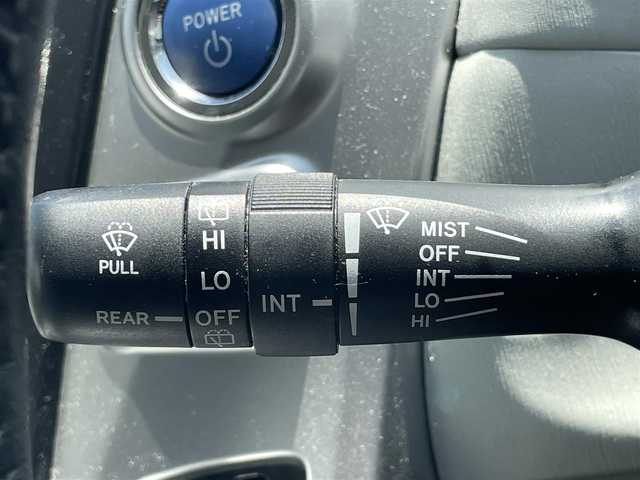 POWER
PULL
REAR
HI
LO
OFF
INT
MIST
OFF
INT
LO
HI